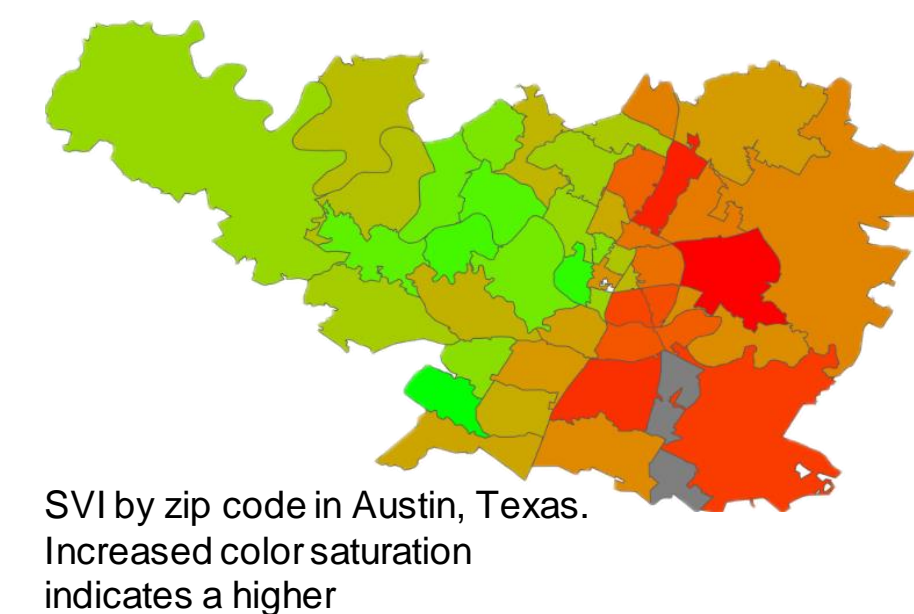 SVI by zip code in Austin, Texas.
Increased color saturation
indicates a higher